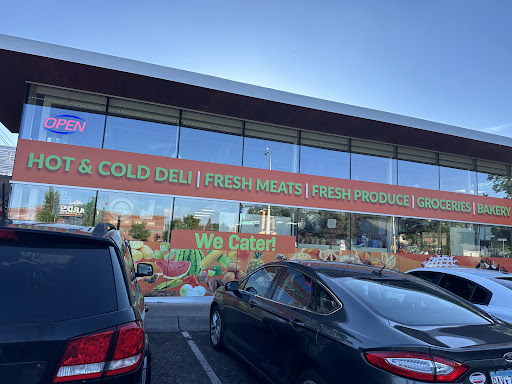 OPEN
HOT & COLD DELI | FRESH MEATS | FRESH PRODUCE | GROCERIES | BAKERY
We Cater!